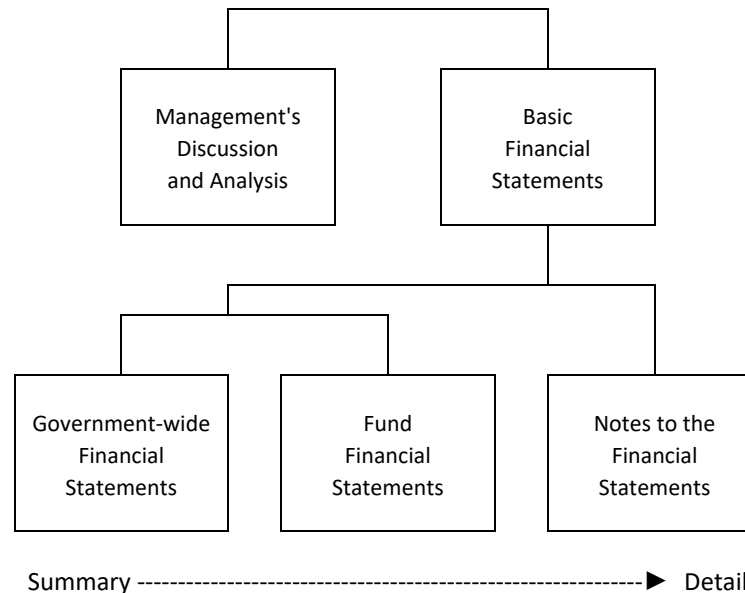 Management's
Discussion
and Analysis
Basic
Financial
Statements
Government-wide
Financial
Statements
Fund
Financial
Statements
Notes to the
Financial
Statements
Summary ------------------------------------------------------------► Detail